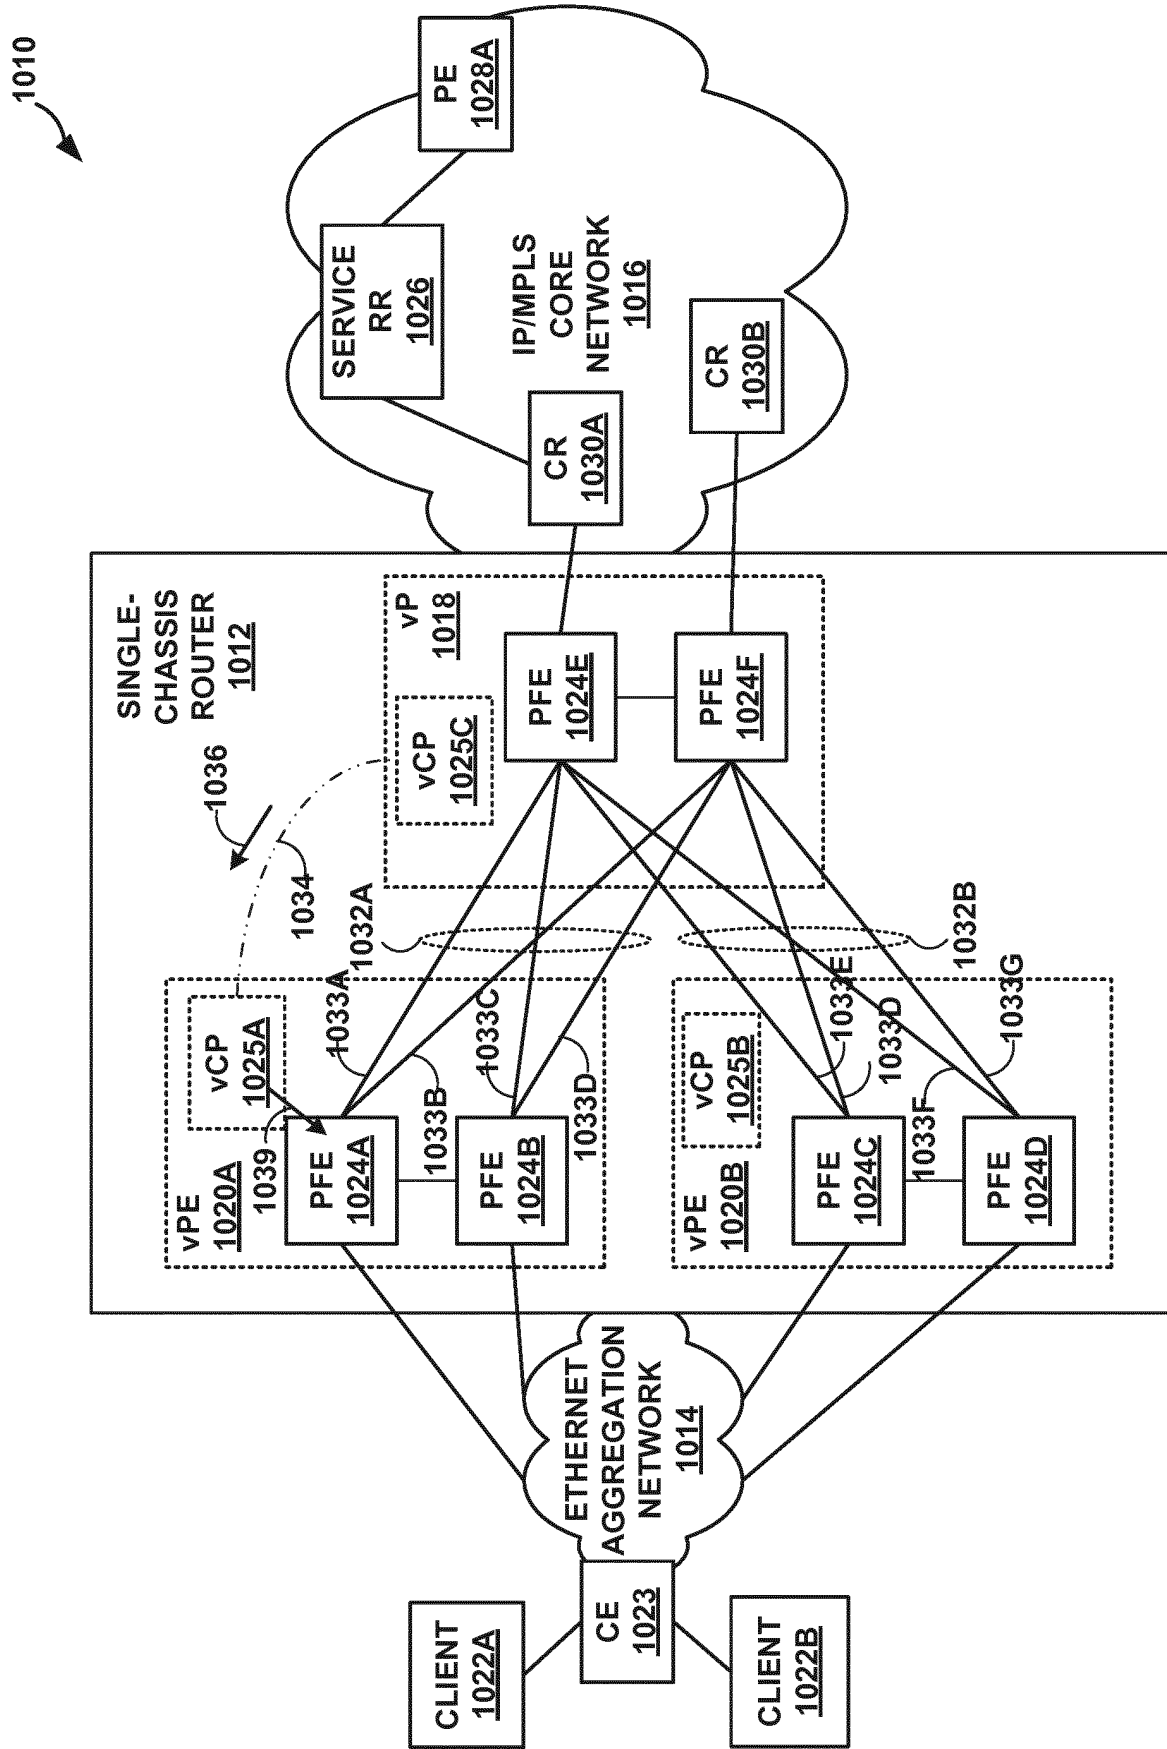 1010
SINGLE-
CHASSIS
ROUTER
1012
1036
1034
vPE
1020A
vCP
1025A
1039
PFE
1024A
PFE
1024B
1033A
1033B
1033C
1033D
1032A
vP
1018
vCP
1025C
PFE
1024E
PFE
1024F
vPE
1020B
vCP
1025B
PFE
1024C
PFE
1024D
1033E
1033D
1033F
1033G
1032B
CLIENT
1022A
CLIENT
1022B
CE
1023
ETHERNET
AGGREGATION
NETWORK
1014
SERVICE
RR
1026
PE
1028A
IP/MPLS
CORE
NETWORK
1016
CR
1030A
CR
1030B